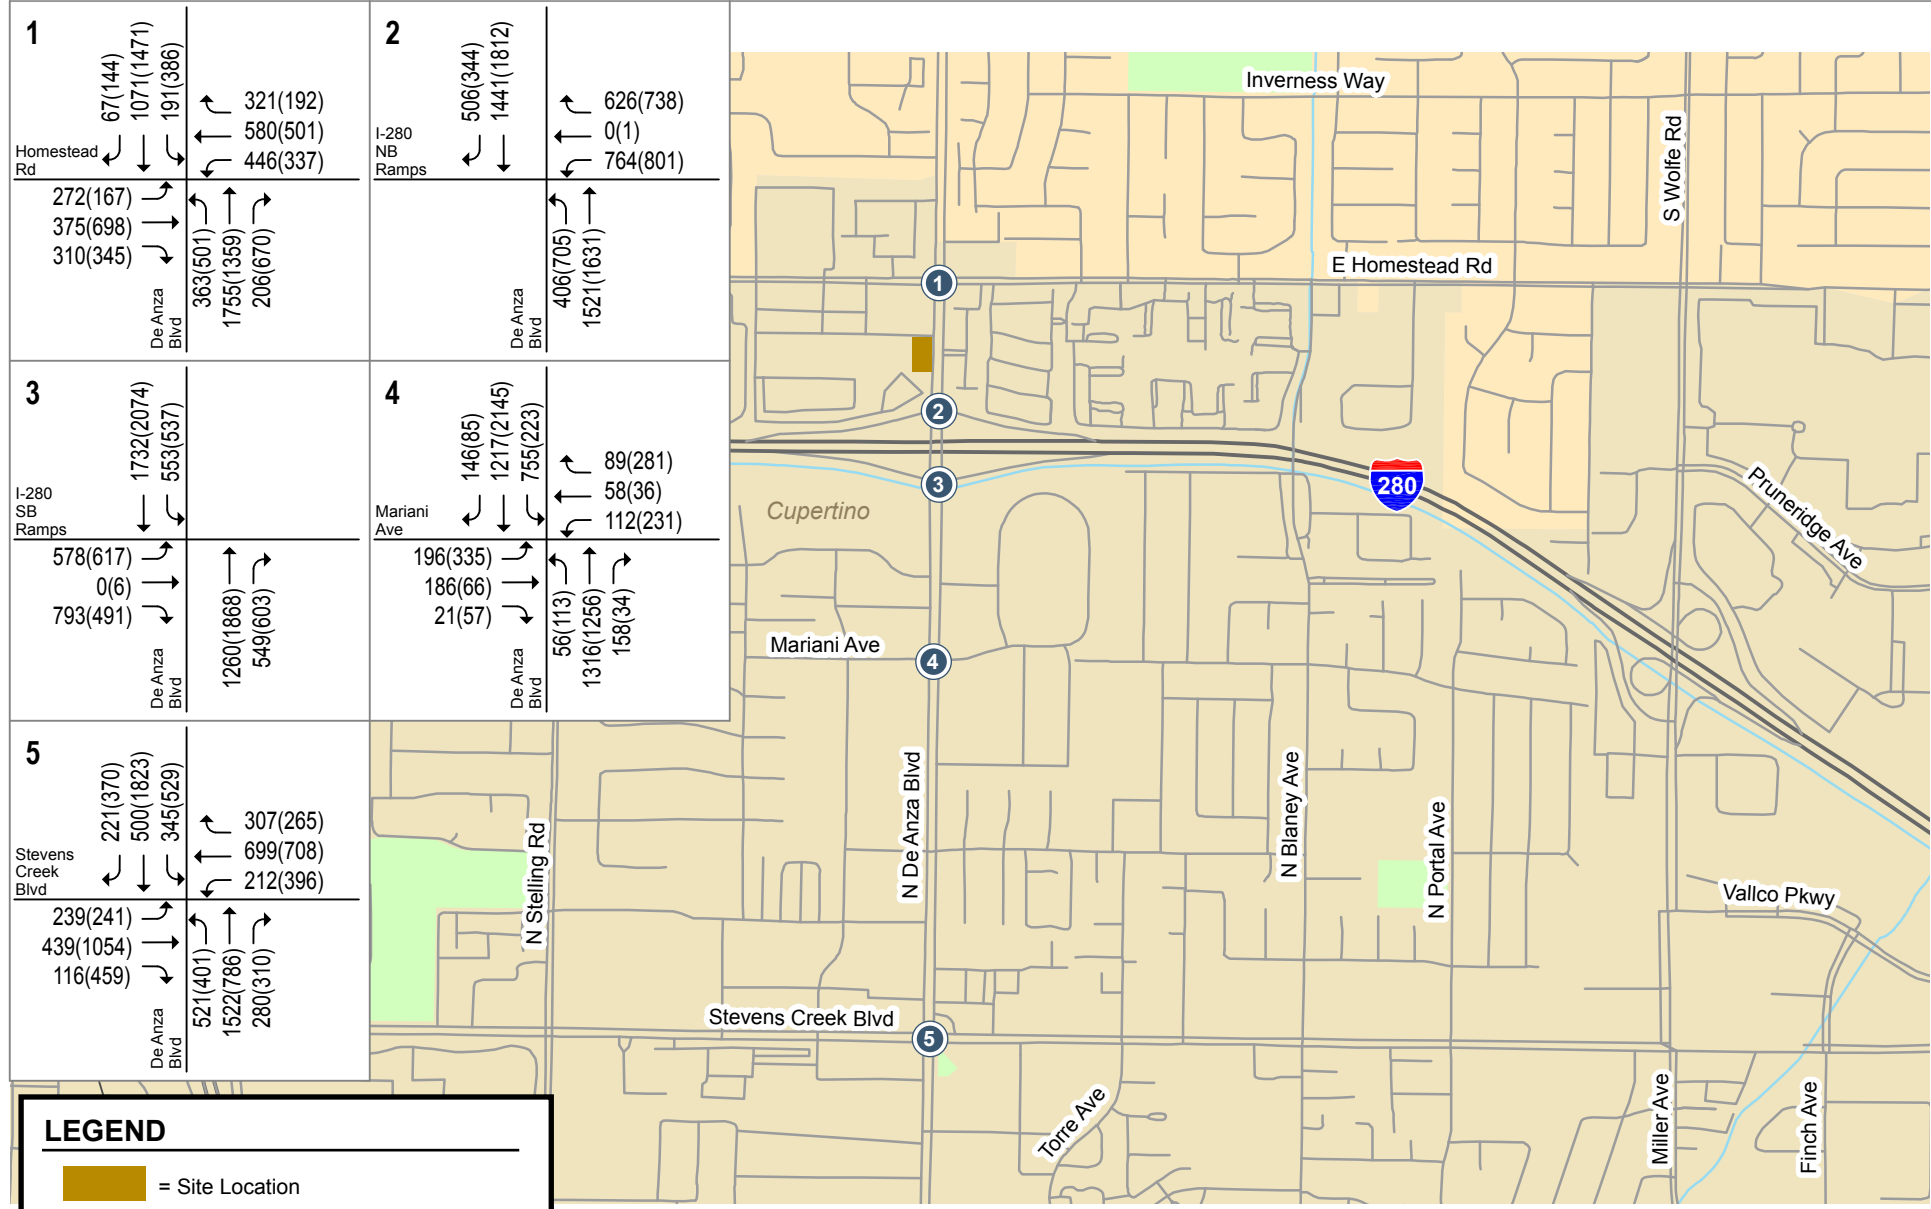 1
67(144)
1071(1471)
191(386)
321(192)
580(501)
446(337)
Homestead
Rd
272(167)
375(698)
310(345)
363(501)
1755(1359)
206(670)
De Anza
Blvd
2
506(344)
1441(1812)
626(738)
0(1)
764(801)
I-280
NB
Ramps
406(705)
1521(1631)
De Anza
Blvd
3
1732(2074)
553(537)
I-280
SB
Ramps
578(617)
0(6)
793(491)
1260(1868)
549(603)
De Anza
Blvd
4
146(85)
1217(2145)
755(223)
89(281)
58(36)
112(231)
Mariani
Ave
196(335)
186(66)
21(57)
56(113)
1316(1256)
158(34)
De Anza
Blvd
5
221(370)
500(1823)
345(529)
307(265)
699(708)
212(396)
Stevens
Creek
Blvd
239(241)
439(1054)
116(459)
521(401)
1522(786)
280(310)
De Anza
Blvd
Inverness Way
S Wolfe Rd
E Homestead Rd
1
2
3
280
Cupertino
Pruneridge Ave
Mariani Ave
4
N De Anza Blvd
N Blaney Ave
N Portal Ave
N Stelling Rd
Vallco Pkwy
Stevens Creek Blvd
5
Torre Ave
Miller Ave
Finch Ave
LEGEND
= Site Location